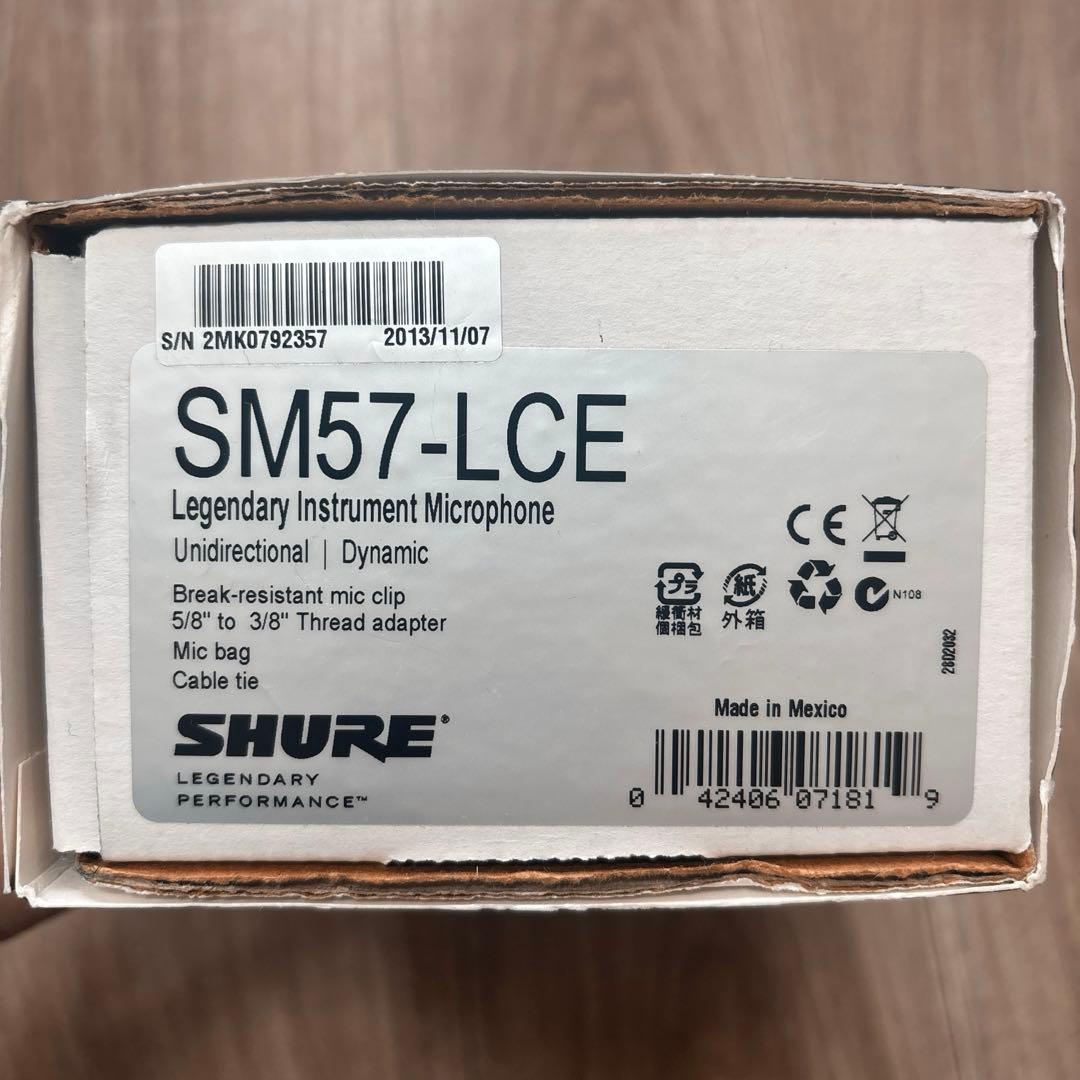 S/N 2MK0792357 2013/11/07
SM57-LCE
Legendary Instrument Microphone
Unidirectional | Dynamic
Break-resistant mic clip
5/8" to 3/8" Thread adapter
Mic bag
Cable tie
SHURE®
LEGENDARY
PERFORMANCE™
CE
プラ
緩衝材
個梱包
紙
外箱
N108
28D2032
Made in Mexico
0 42406 07181 9